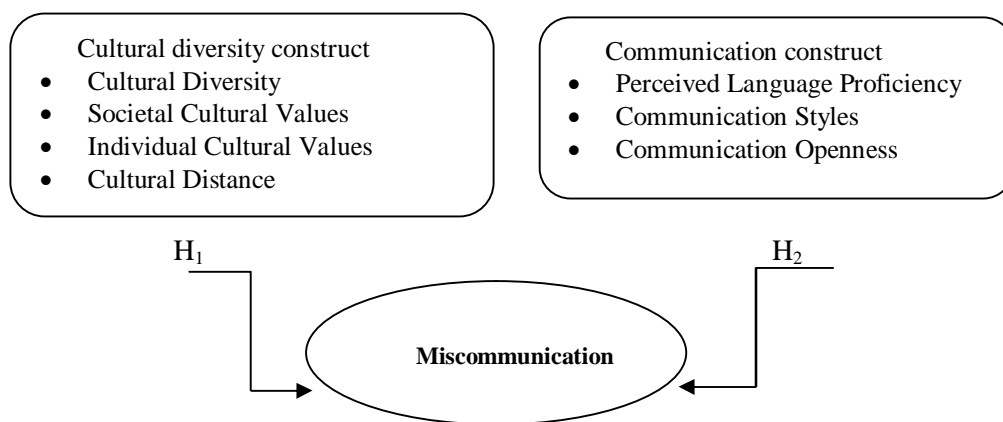 Cultural diversity construct
• Cultural Diversity
• Societal Cultural Values
• Individual Cultural Values
• Cultural Distance
Communication construct
• Perceived Language Proficiency
• Communication Styles
• Communication Openness
H₁
H₂
Miscommunication